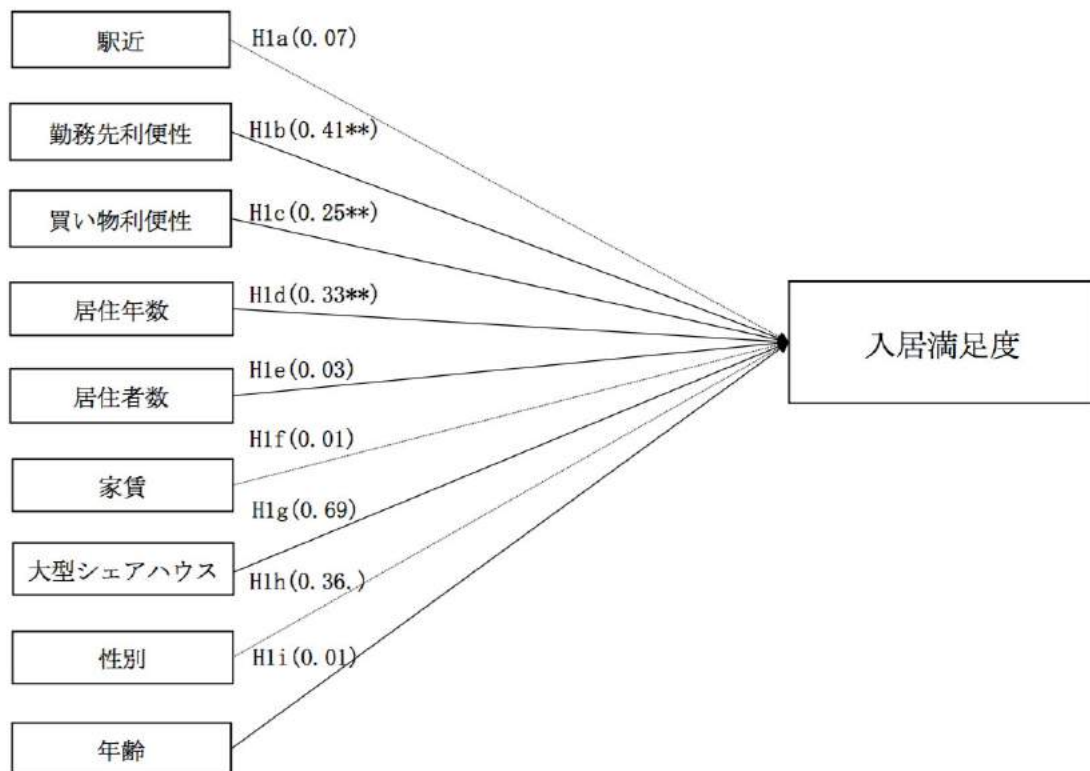 駅近
H1a(0.07)
勤務先利便性
H1b(0.41**)
買い物利便性
H1c(0.25**)
居住年数
H1d(0.33**)
入居満足度
居住者数
H1e(0.03)
家賃
H1f(0.01)
大型シェアハウス
H1g(0.69)
性別
H1h(0.36.)
年齢
H1i(0.01)